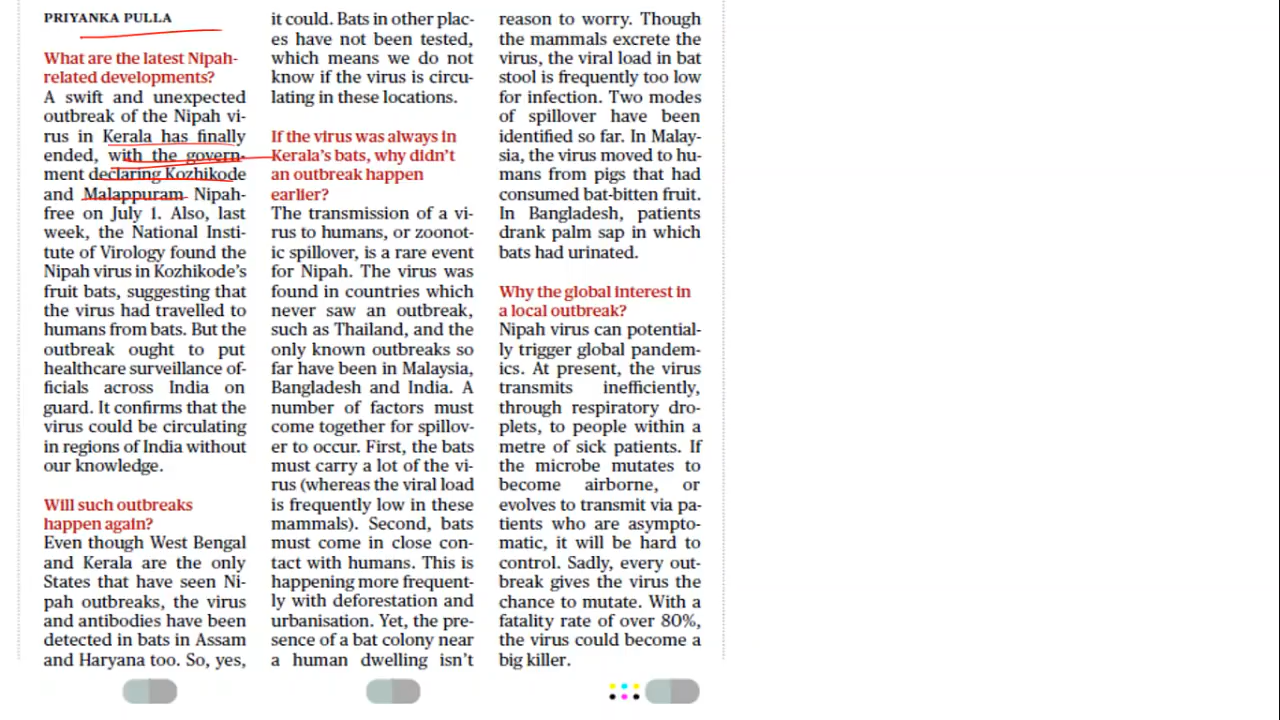 PRIYANKA PULLA
What are the latest Nipah-
related developments?
A swift and unexpected
outbreak of the Nipah vi-
rus in Kerala has finally
ended, with the govern-
ment declaring Kozhikode
and Malappuram Nipah-
free on July 1. Also, last
week, the National Insti-
tute of Virology found the
Nipah virus in Kozhikode's
fruit bats, suggesting that
the virus had travelled to
humans from bats. But the
outbreak ought to put
healthcare surveillance of-
ficials across India on
guard. It confirms that the
virus could be circulating
in regions of India without
our knowledge.
Will such outbreaks
happen again?
Even though West Bengal
and Kerala are the only
States that have seen Ni-
pah outbreaks, the virus
and antibodies have been
detected in bats in Assam
and Haryana too. So, yes,
it could. Bats in other plac-
es have not been tested,
which means we do not
know if the virus is circu-
lating in these locations.
If the virus was always in
Kerala's bats, why didn't
an outbreak happen
earlier?
The transmission of a vi-
rus to humans, or zoonot-
ic spillover, is a rare event
for Nipah. The virus was
found in countries which
never saw an outbreak,
such as Thailand, and the
only known outbreaks so
far have been in Malaysia,
Bangladesh and India. A
number of factors must
come together for spillov-
er to occur. First, the bats
must carry a lot of the vi-
rus (whereas the viral load
is frequently low in these
mammals). Second, bats
must come in close con-
tact with humans. This is
happening more frequent-
ly with deforestation and
urbanisation. Yet, the pre-
sence of a bat colony near
a human dwelling isn't
reason to worry. Though
the mammals excrete the
virus, the viral load in bat
stool is frequently too low
for infection. Two modes
of spillover have been
identified so far. In Malay-
sia, the virus moved to hu-
mans from pigs that had
consumed bat-bitten fruit.
In Bangladesh, patients
drank palm sap in which
bats had urinated.
Why the global interest in
a local outbreak?
Nipah virus can potential-
ly trigger global pandem-
ics. At present, the virus
transmits inefficiently,
through respiratory dro-
plets, to people within a
metre of sick patients. If
the microbe mutates to
become airborne, or
evolves to transmit via pa-
tients who are asympto-
matic, it will be hard to
control. Sadly, every out-
break gives the virus the
chance to mutate. With a
fatality rate of over 80%,
the virus could become a
big killer.